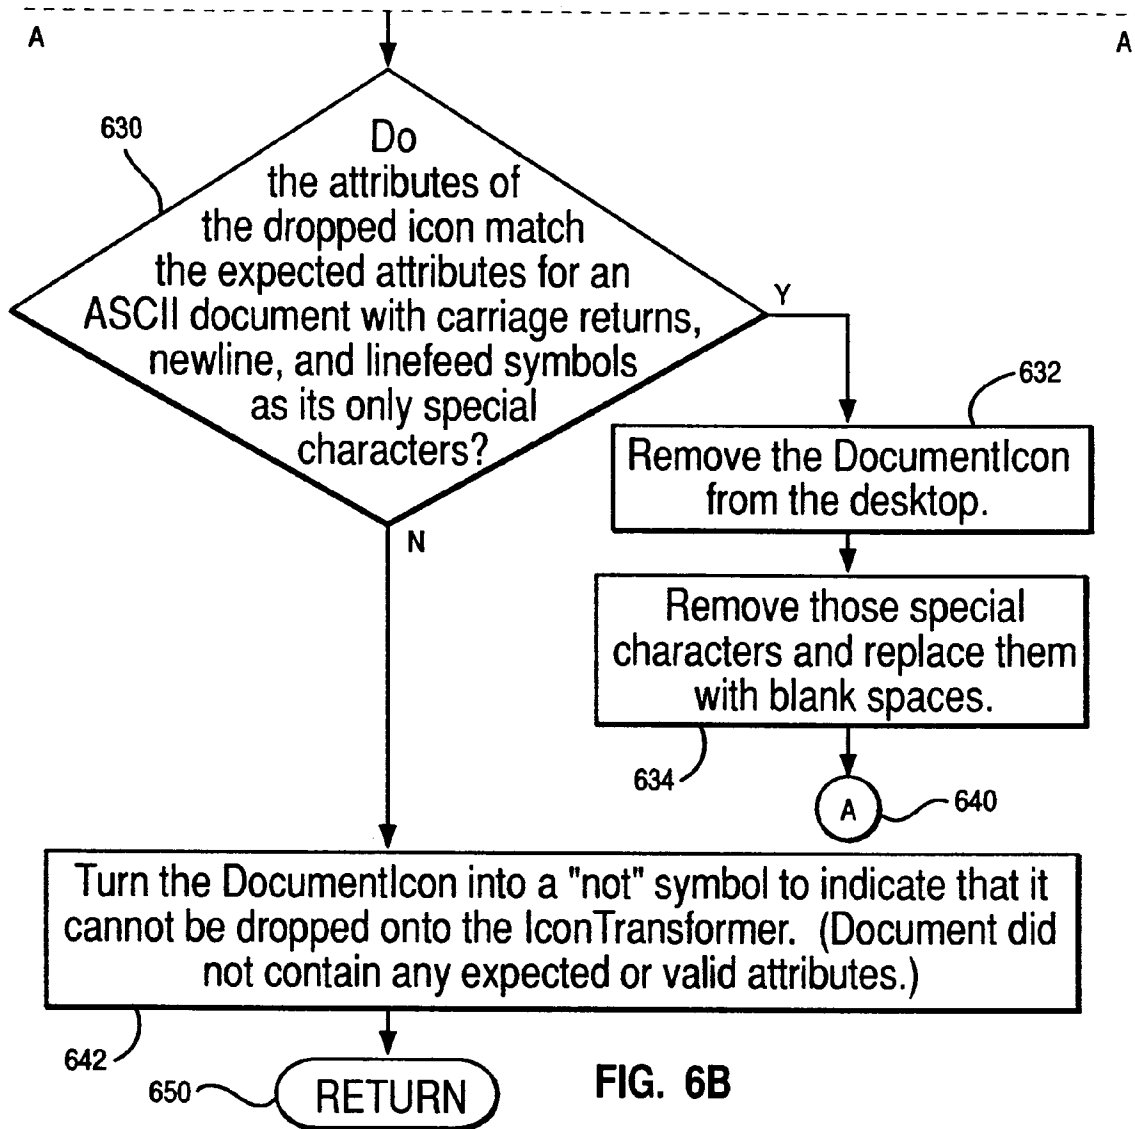 A
A
630
Do
the attributes of
the dropped icon match
the expected attributes for an
ASCII document with carriage returns,
newline, and linefeed symbols
as its only special
characters?
Y
N
632
Remove the DocumentIcon
from the desktop.
Remove those special
characters and replace them
with blank spaces.
634
A
640
Turn the DocumentIcon into a "not" symbol to indicate that it
cannot be dropped onto the IconTransformer. (Document did
not contain any expected or valid attributes.)
642
650
RETURN
FIG. 6B